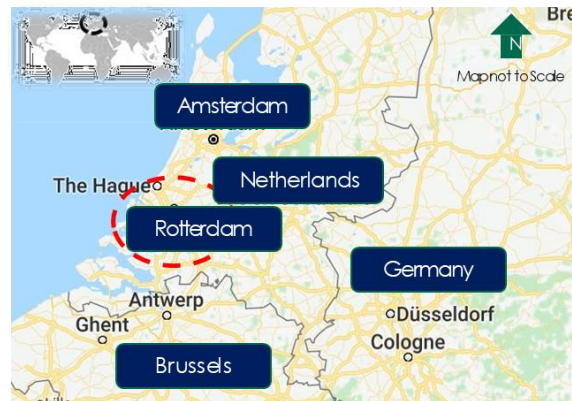 Bre
N
Map not to Scale
Amsterdam
The Hague
Netherlands
Rotterdam
Germany
Antwerp
Düsseldorf
Ghent
Cologne
Brussels